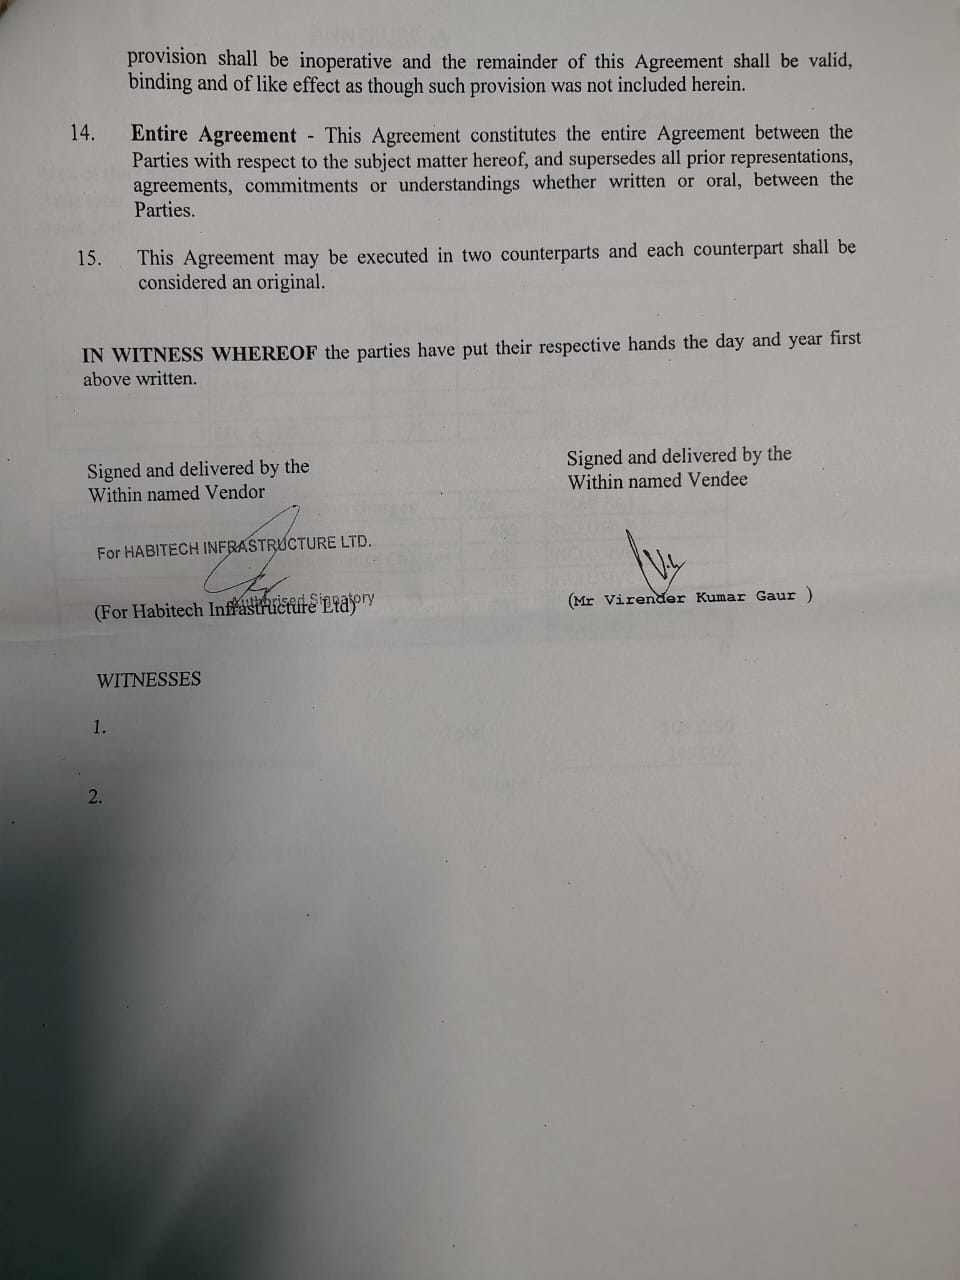 provision shall be inoperative and the remainder of this Agreement shall be valid,
binding and of like effect as though such provision was not included herein.
14. Entire Agreement - This Agreement constitutes the entire Agreement between the
Parties with respect to the subject matter hereof, and supersedes all prior representations,
agreements, commitments or understandings whether written or oral, between the
Parties.
15. This Agreement may be executed in two counterparts and each counterpart shall be
considered an original.
IN WITNESS WHEREOF the parties have put their respective hands the day and year first
above written.
Signed and delivered by the
Within named Vendor
Signed and delivered by the
Within named Vendee
For HABITECH INFRASTRUCTURE LTD.
Authorised Signatory
(For Habitech Infrastructure Ltd)
(Mr Virender Kumar Gaur )
WITNESSES
1.
2.